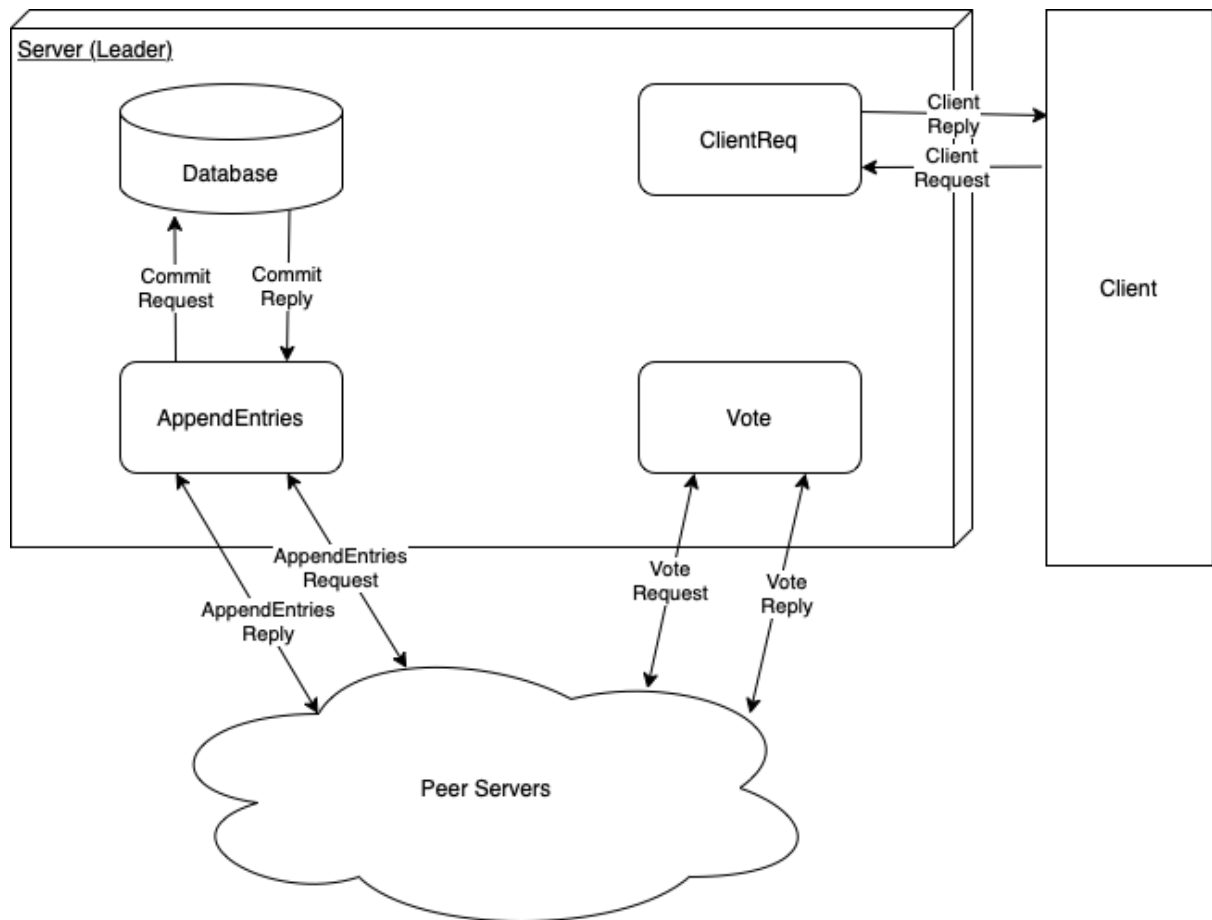 Server (Leader)
Database
ClientReq
Client
Reply
Client
Request
Client
Commit
Request
Commit
Reply
AppendEntries
Vote
AppendEntries
Request
AppendEntries
Reply
Vote
Request
Vote
Reply
Peer Servers